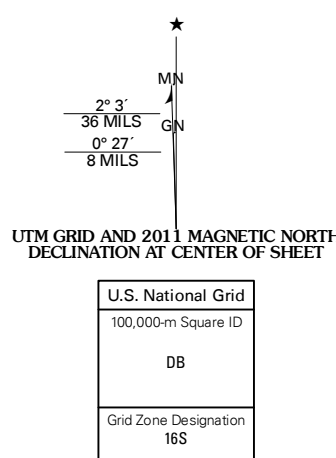 ★
MN
2° 3´
36 MILS
GN
0° 27´
8 MILS
UTM GRID AND 2011 MAGNETIC NORTH
DECLINATION AT CENTER OF SHEET
U.S. National Grid
100,000-m Square ID
DB
Grid Zone Designation
16S